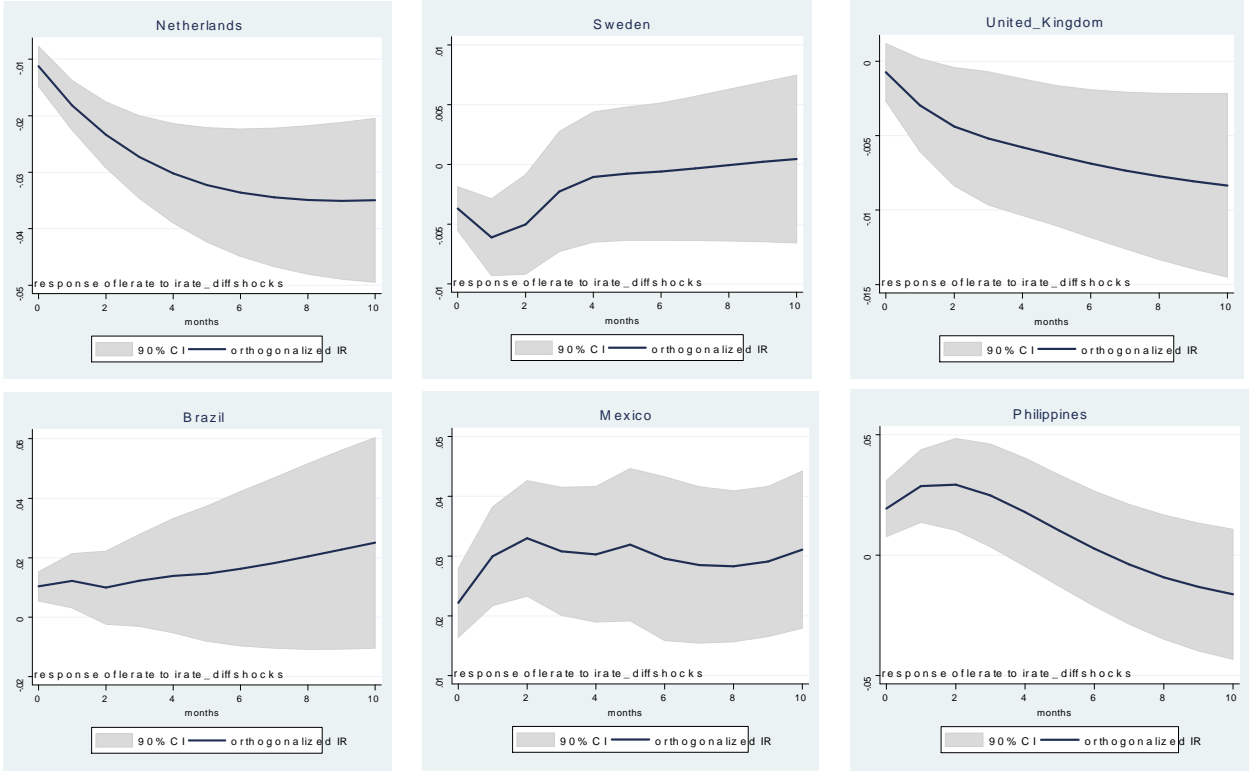 Netherlands
-.01
-.02
-.03
-.04
-.05
response of lerate to irate_diff shocks
0 2 4 6 8 10
months
90% CI orthogonalized IR
Sweden
.01
.005
0
-.005
-.01
response of lerate to irate_diff shocks
0 2 4 6 8 10
months
90% CI orthogonalized IR
United_Kingdom
0
-.005
-.01
-.015
response of lerate to irate_diff shocks
0 2 4 6 8 10
months
90% CI orthogonalized IR
Brazil
.06
.04
.02
0
-.02
response of lerate to irate_diff shocks
0 2 4 6 8 10
months
90% CI orthogonalized IR
Mexico
.05
.04
.03
.02
.01
response of lerate to irate_diff shocks
0 2 4 6 8 10
months
90% CI orthogonalized IR
Philippines
.05
0
-.05
response of lerate to irate_diff shocks
0 2 4 6 8 10
months
90% CI orthogonalized IR